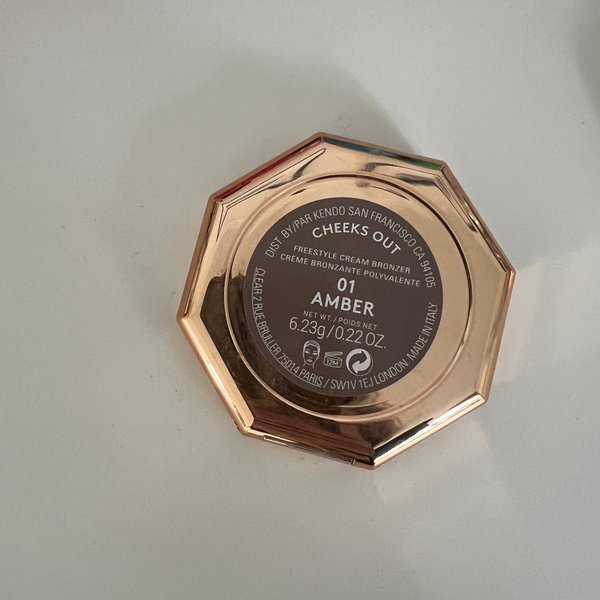 DIST. BY/PAR KENDO SAN FRANCISCO CA 94105
CHEEKS OUT
FREESTYLE CREAM BRONZER
CRÈME BRONZANTE POLYVALENTE
01
AMBER
NET WT. / POIDS NET
6.23g/0.22 OZ.
12M
CLEAR 2 RUE BRULLER 75014 PARIS / SW1V 1EJ LONDON. MADE IN ITALY